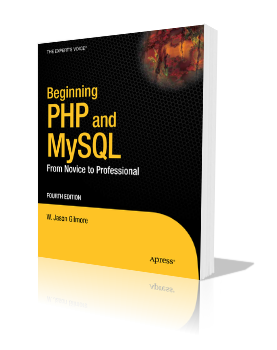 THE EXPERT'S VOICE®
Beginning
PHP and
MySQL
From Novice to Professional
FOURTH EDITION
W. Jason Gilmore
Apress®